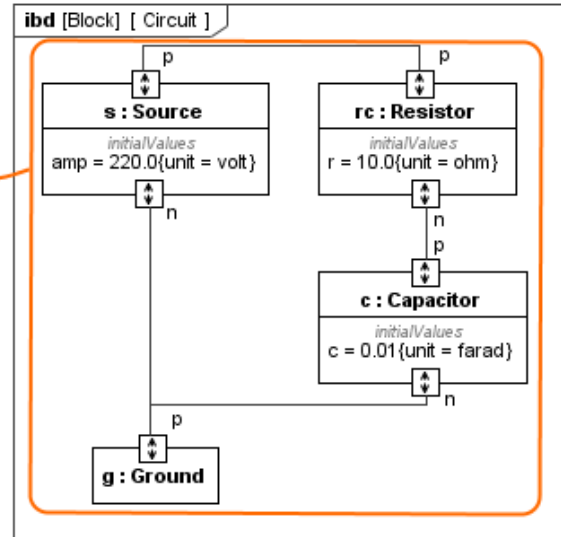 ibd [Block] [ Circuit ]
p
p
s : Source
initialValues
amp = 220.0{unit = volt}
n
rc : Resistor
initialValues
r = 10.0{unit = ohm}
n
p
c : Capacitor
initialValues
c = 0.01{unit = farad}
n
p
g : Ground